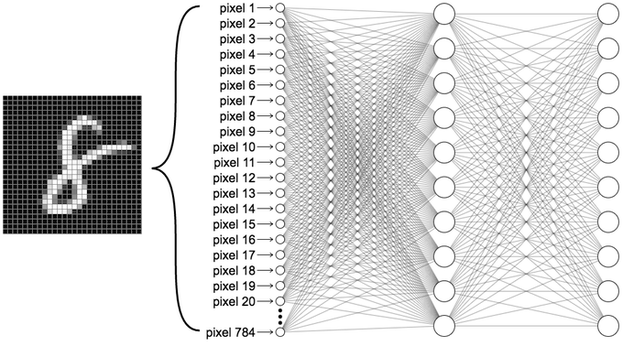 pixel 1
pixel 2
pixel 3
pixel 4
pixel 5
pixel 6
pixel 7
pixel 8
pixel 9
pixel 10
pixel 11
pixel 12
pixel 13
pixel 14
pixel 15
pixel 16
pixel 17
pixel 18
pixel 19
pixel 20
pixel 784